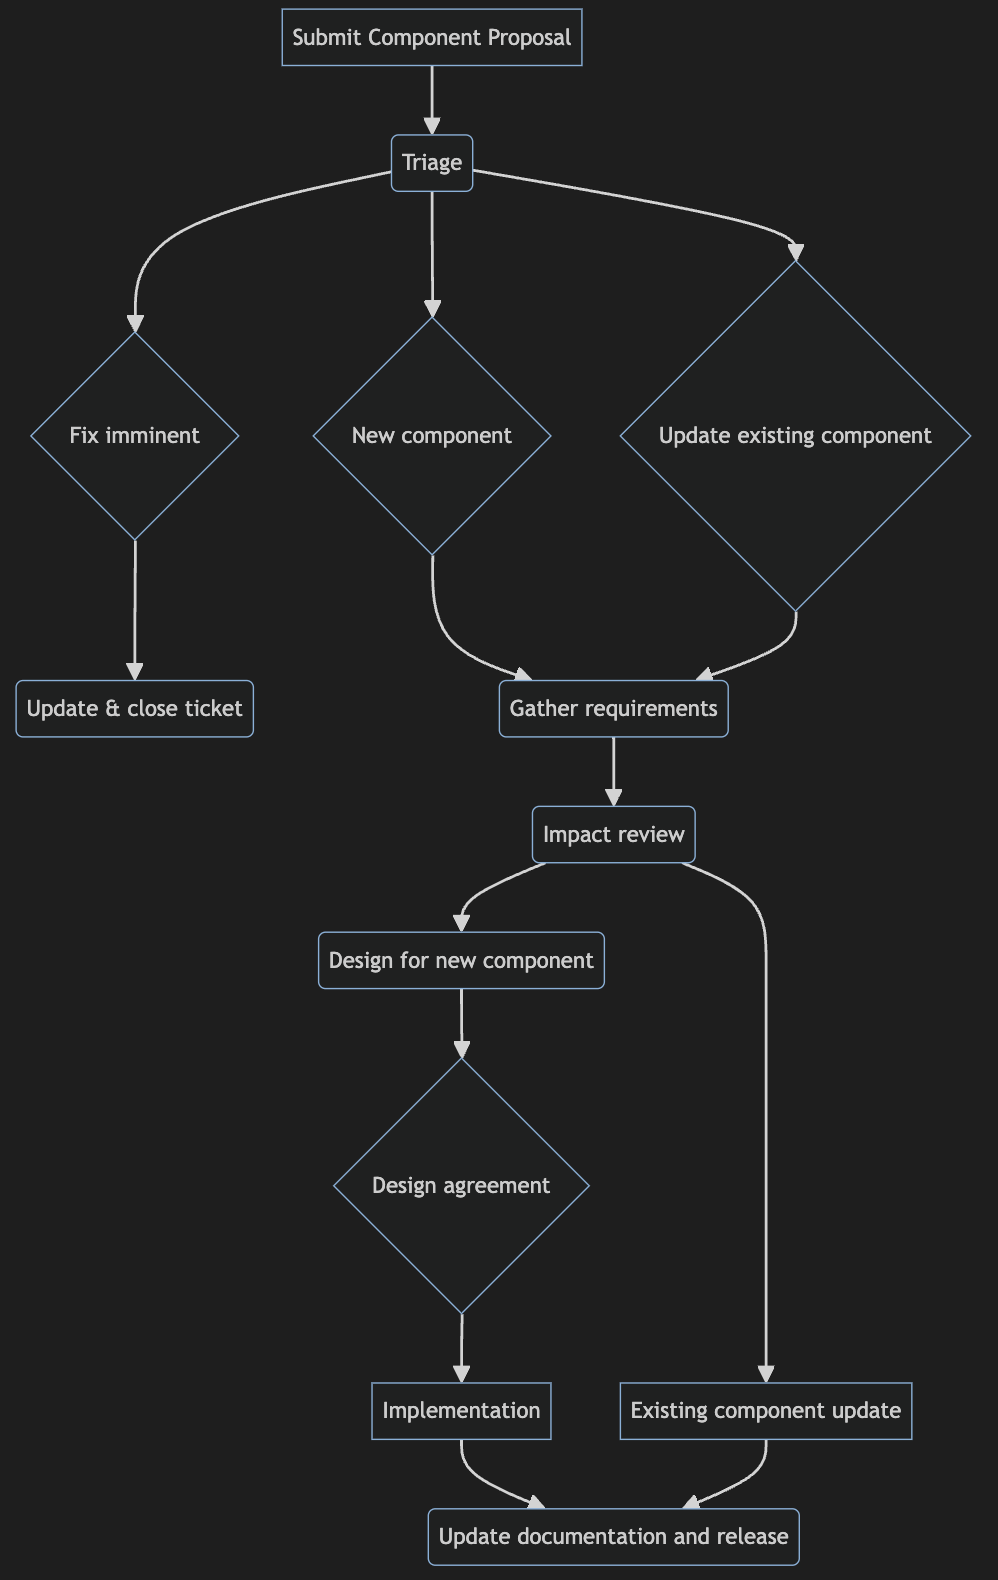 Submit Component Proposal
Triage
Fix imminent
New component
Update existing component
Update & close ticket
Gather requirements
Impact review
Design for new component
Design agreement
Implementation
Existing component update
Update documentation and release